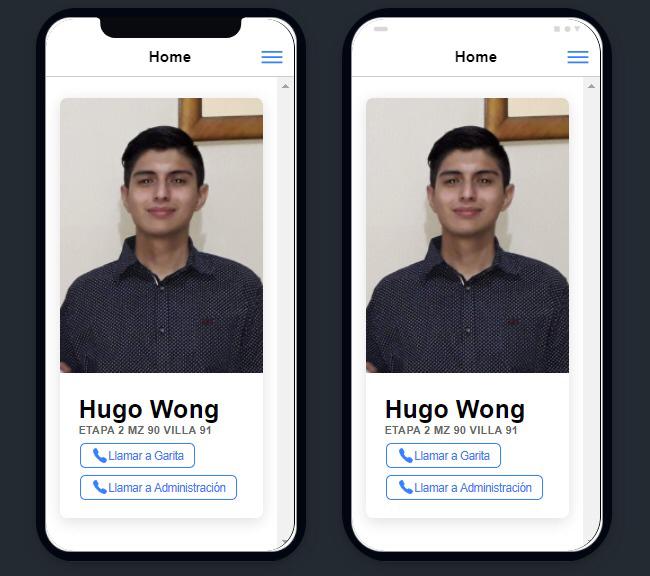 Home
Hugo Wong
ETAPA 2 MZ 90 VILLA 91
Llamar a Garita
Llamar a Administración
Home
Hugo Wong
ETAPA 2 MZ 90 VILLA 91
Llamar a Garita
Llamar a Administración